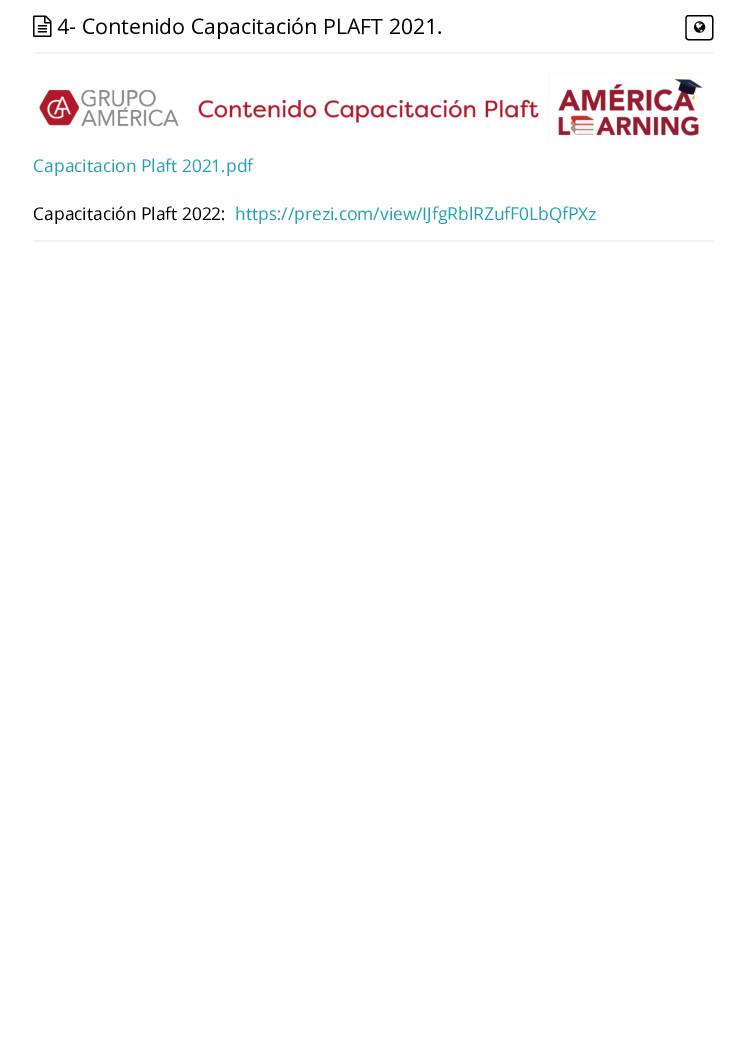 4- Contenido Capacitación PLAFT 2021.
GRUPO
AMÉRICA
Contenido Capacitación Plaft
AMÉRICA
LEARNING
Capacitacion Plaft 2021.pdf
Capacitación Plaft 2022: https://prezi.com/view/IJfgRblRZufF0LbQfPXz